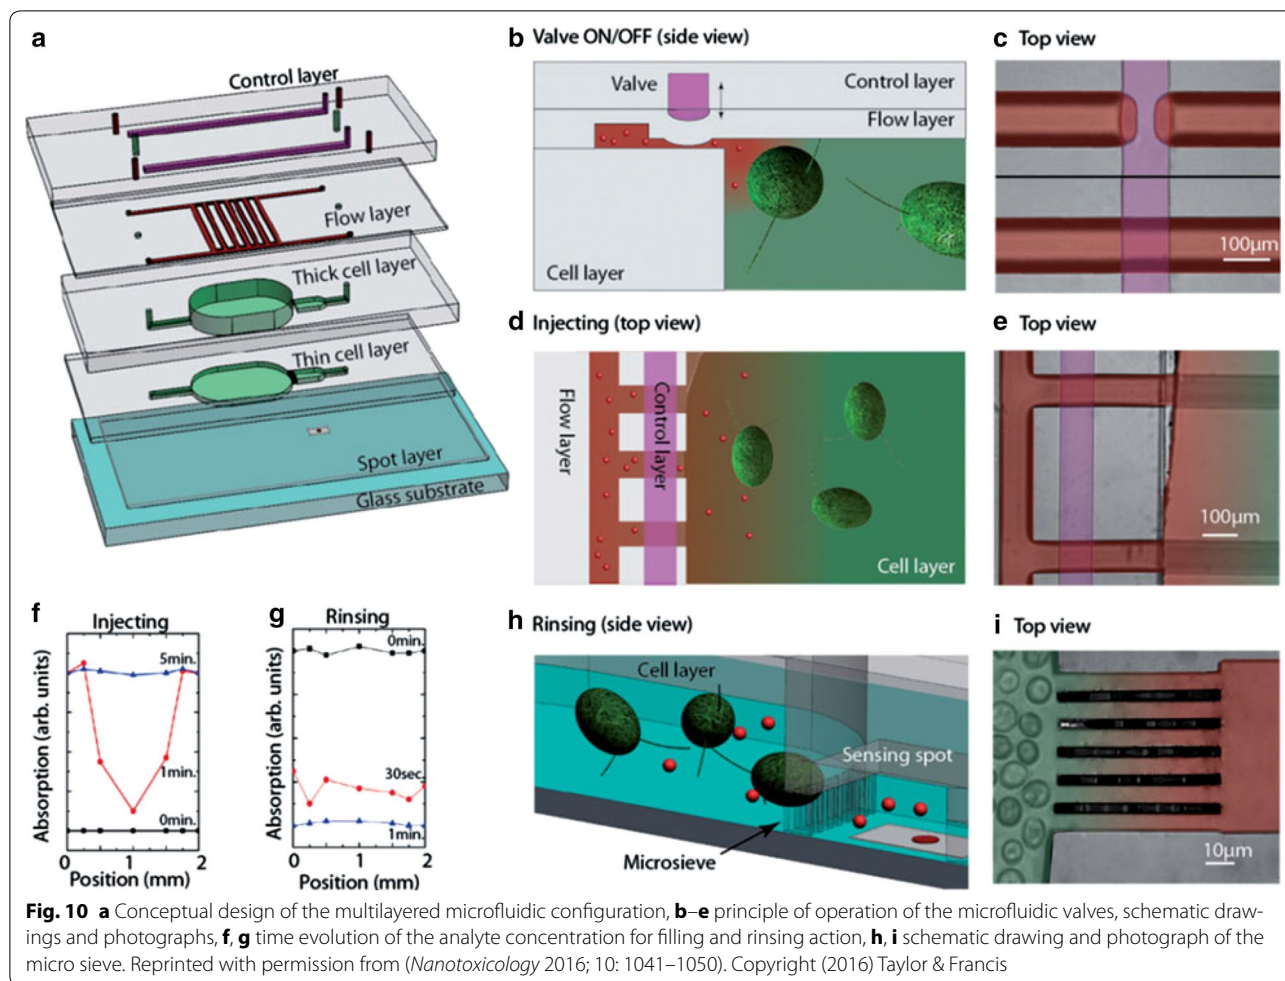 a
Control layer
Flow layer
Thick cell layer
Thin cell layer
Spot layer
Glass substrate
b Valve ON/OFF (side view)
Valve
Control layer
Flow layer
Cell layer
c Top view
100µm
d Injecting (top view)
Flow layer
Control layer
Cell layer
e Top view
100µm
f
Injecting
5min.
1min.
0min.
Absorption (arb. units)
0 1 2
Position (mm)
g
Rinsing
0min.
30sec.
1min.
Absorption (arb. units)
0 1 2
Position (mm)
h Rinsing (side view)
Cell layer
Sensing spot
Microsieve
i Top view
10µm
Fig. 10 a Conceptual design of the multilayered microfluidic configuration, b–e principle of operation of the microfluidic valves, schematic draw-
ings and photographs, f, g time evolution of the analyte concentration for filling and rinsing action, h, i schematic drawing and photograph of the
micro sieve. Reprinted with permission from (Nanotoxicology 2016; 10: 1041–1050). Copyright (2016) Taylor & Francis